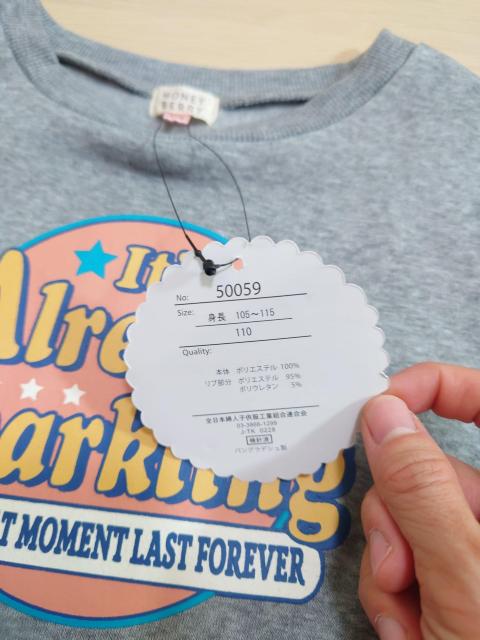 HONEY
BERRY
No: 50059
Size: 身長 105～115
110
Quality:
本体 ポリエステル 100%
リブ部分 ポリエステル 95%
ポリウレタン 5%
全日本婦人子供服工業組合連合会
03-3866-1299
J-TK 0228
検針済
バングラデシュ製
It's
Alre
arkling
T MOMENT LAST FOREVER